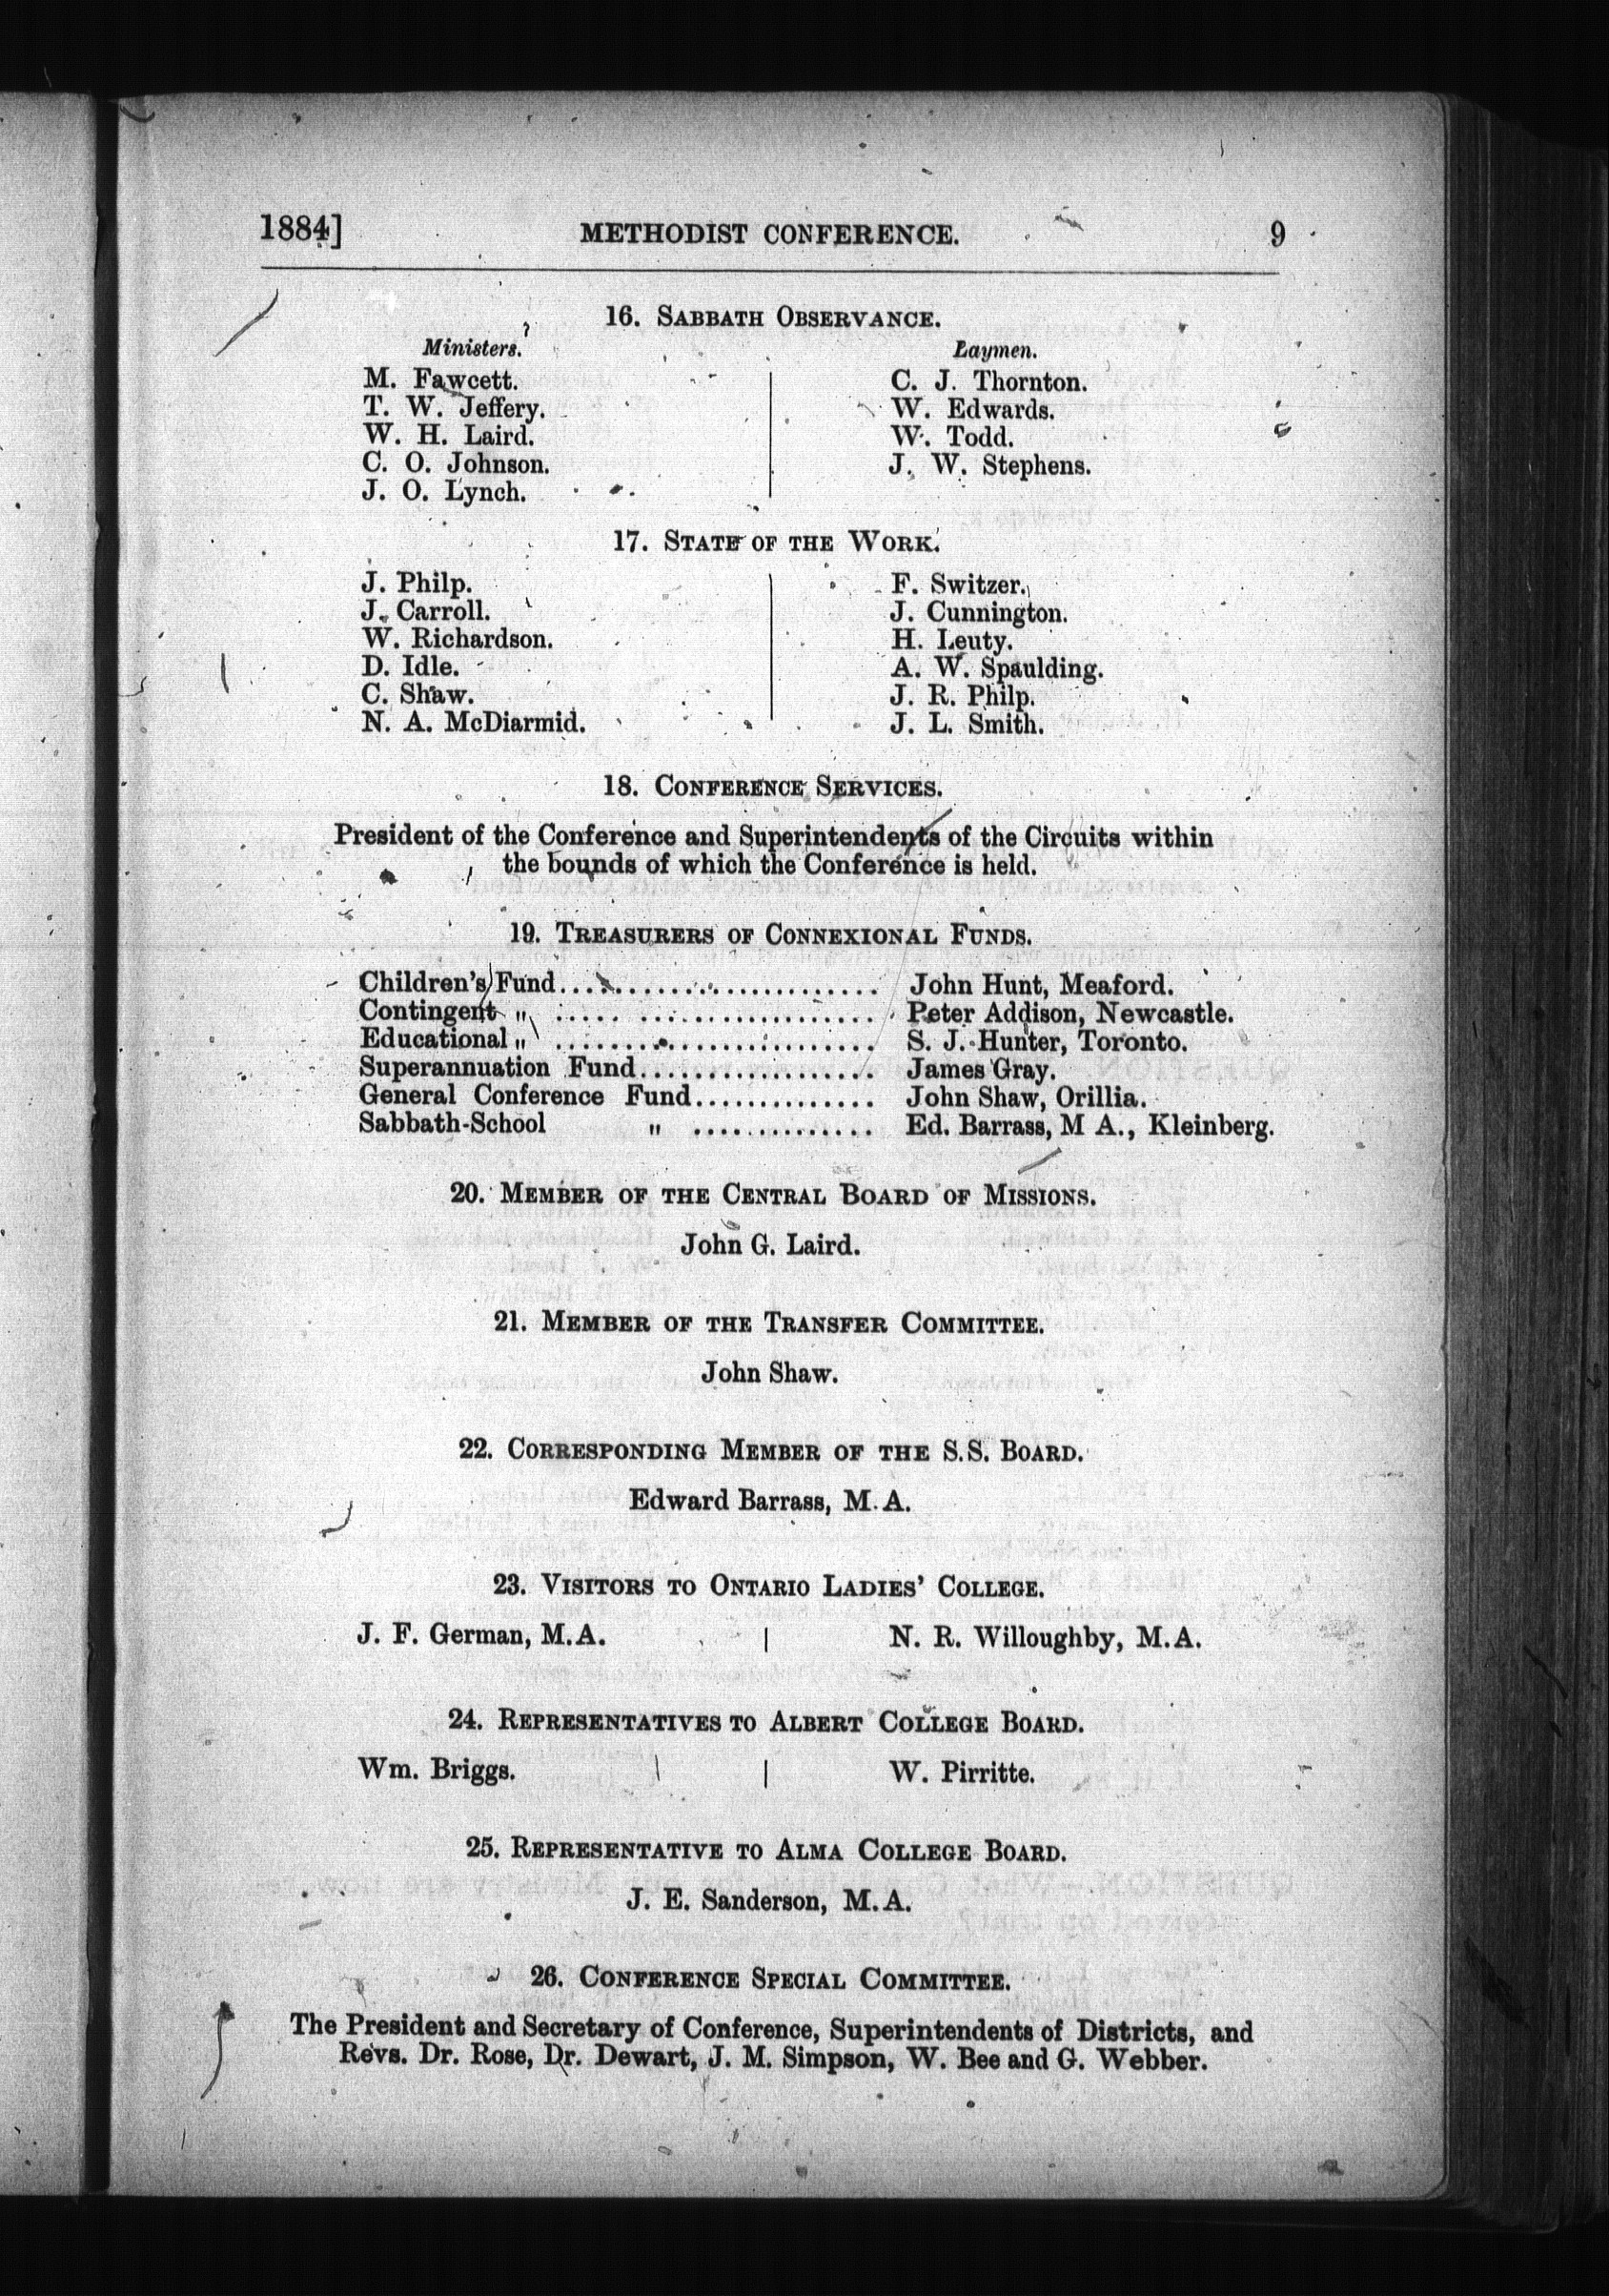 1884] METHODIST CONFERENCE. 9
16. SABBATH OBSERVANCE.
Ministers. Laymen.
M. Fawcett. C. J. Thornton.
T. W. Jeffery. W. Edwards.
W. H. Laird. W. Todd.
C. O. Johnson. J. W. Stephens.
J. O. Lynch.
17. STATE OF THE WORK.
J. Philp. F. Switzer.
J. Carroll. J. Cunnington.
W. Richardson. H. Leuty.
D. Idle. A. W. Spaulding.
C. Shaw. J. R. Philp.
N. A. McDiarmid. J. L. Smith.
18. CONFERENCE SERVICES.
President of the Conference and Superintendents of the Circuits within
the bounds of which the Conference is held.
19. TREASURERS OF CONNEXIONAL FUNDS.
Children's Fund........................ John Hunt, Meaford.
Contingent " ........................ Peter Addison, Newcastle.
Educational " ........................ S. J. Hunter, Toronto.
Superannuation Fund.................. James Gray.
General Conference Fund.............. John Shaw, Orillia.
Sabbath-School " .............. Ed. Barrass, M A., Kleinberg.
20. MEMBER OF THE CENTRAL BOARD OF MISSIONS.
John G. Laird.
21. MEMBER OF THE TRANSFER COMMITTEE.
John Shaw.
22. CORRESPONDING MEMBER OF THE S.S. BOARD.
Edward Barrass, M.A.
23. VISITORS TO ONTARIO LADIES' COLLEGE.
J. F. German, M.A. N. R. Willoughby, M.A.
24. REPRESENTATIVES TO ALBERT COLLEGE BOARD.
Wm. Briggs. W. Pirritte.
25. REPRESENTATIVE TO ALMA COLLEGE BOARD.
J. E. Sanderson, M.A.
26. CONFERENCE SPECIAL COMMITTEE.
The President and Secretary of Conference, Superintendents of Districts, and
Revs. Dr. Rose, Dr. Dewart, J. M. Simpson, W. Bee and G. Webber.